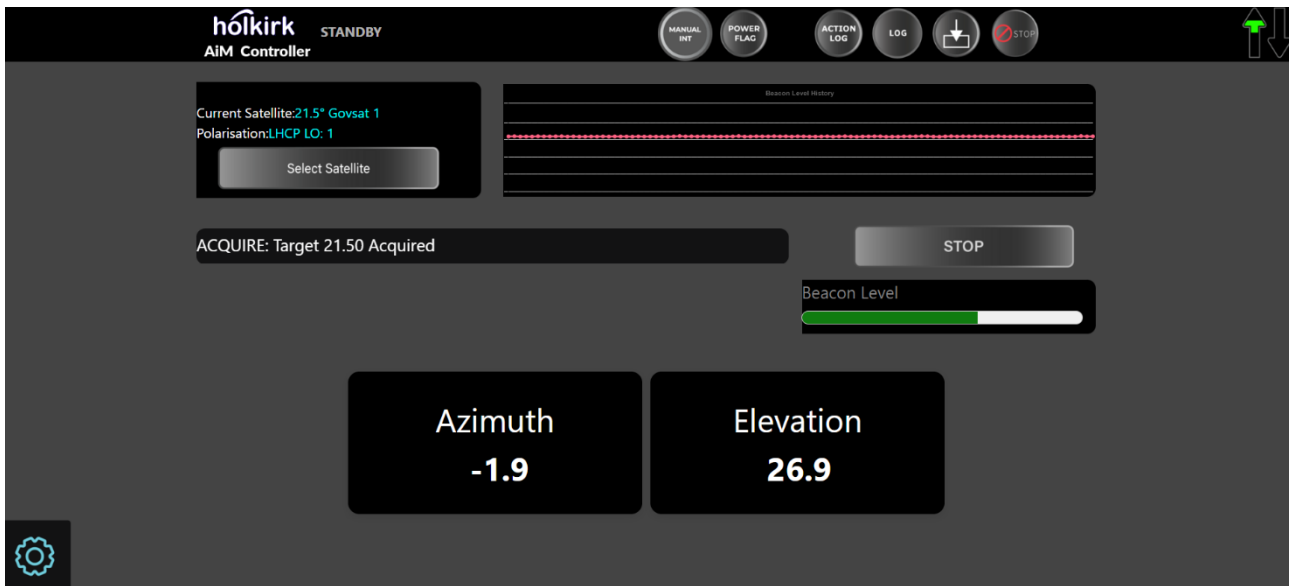 hólkirk STANDBY
AiM Controller
MANUAL INT
POWER FLAG
ACTION LOG
LOG
STOP
Current Satellite:21.5° Govsat 1
Polarisation:LHCP LO: 1
Select Satellite
Beacon Level History
ACQUIRE: Target 21.50 Acquired
STOP
Beacon Level
Azimuth
-1.9
Elevation
26.9